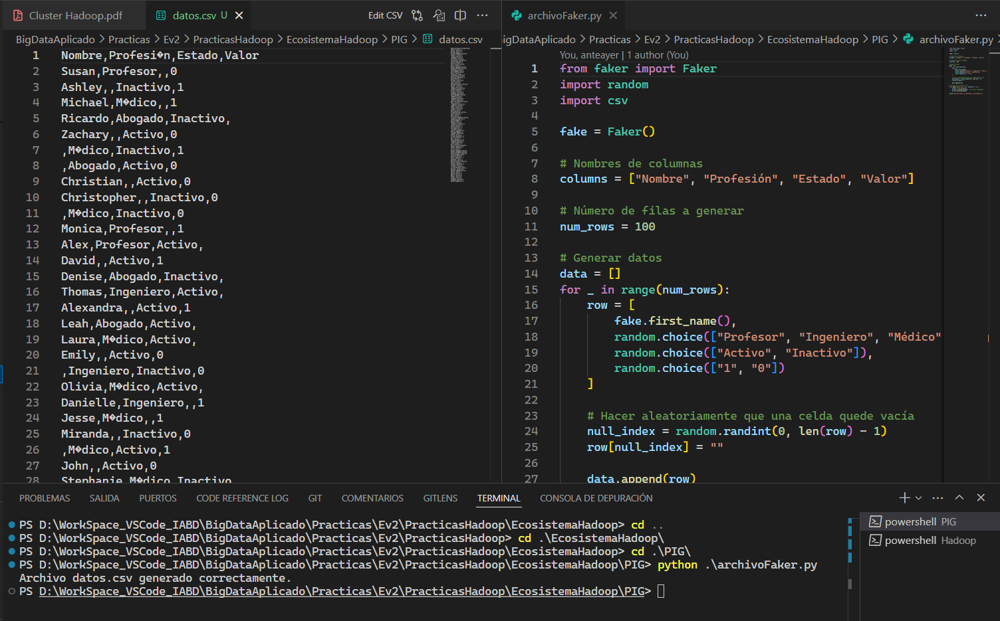 Cluster Hadoop.pdf
datos.csv U
Edit CSV
BigDataAplicado > Practicas > Ev2 > PracticasHadoop > EcosistemaHadoop > PIG > datos.csv
1 Nombre,Profesi�n,Estado,Valor
2 Susan,Profesor,,0
3 Ashley,,Inactivo,1
4 Michael,M�dico,,1
5 Ricardo,Abogado,Inactivo,
6 Zachary,,Activo,0
7 ,M�dico,Inactivo,1
8 ,Abogado,Activo,0
9 Christian,,Activo,0
10 Christopher,,Inactivo,0
11 ,M�dico,Inactivo,0
12 Monica,Profesor,,1
13 Alex,Profesor,Activo,
14 David,,Activo,1
15 Denise,Abogado,Inactivo,
16 Thomas,Ingeniero,Activo,
17 Alexandra,,Activo,1
18 Leah,Abogado,Activo,
19 Laura,M�dico,Activo,
20 Emily,,Activo,0
21 ,Ingeniero,Inactivo,0
22 Olivia,M�dico,Activo,
23 Danielle,Ingeniero,,1
24 Jesse,M�dico,,1
25 Miranda,,Inactivo,0
26 ,M�dico,Activo,1
27 John,,Activo,0
28 Stephanie,M�dico,Inactivo
archivoFaker.py
igDataAplicado > Practicas > Ev2 > PracticasHadoop > EcosistemaHadoop > PIG > archivoFaker.py >
You, anteayer | 1 author (You)
1 from faker import Faker
2 import random
3 import csv
4
5 fake = Faker()
6
7 # Nombres de columnas
8 columns = ["Nombre", "Profesión", "Estado", "Valor"]
9
10 # Número de filas a generar
11 num_rows = 100
12
13 # Generar datos
14 data = []
15 for _ in range(num_rows):
16 row = [
17 fake.first_name(),
18 random.choice(["Profesor", "Ingeniero", "Médico"
19 random.choice(["Activo", "Inactivo"]),
20 random.choice(["1", "0"])
21 ]
22
23 # Hacer aleatoriamente que una celda quede vacía
24 null_index = random.randint(0, len(row) - 1)
25 row[null_index] = ""
26
27 data.append(row)
PROBLEMAS SALIDA PUERTOS CODE REFERENCE LOG GIT COMENTARIOS GITLENS TERMINAL CONSOLA DE DEPURACIÓN
PS D:\WorkSpace_VSCode_IABD\BigDataAplicado\Practicas\Ev2\PracticasHadoop\EcosistemaHadoop> cd ..
PS D:\WorkSpace_VSCode_IABD\BigDataAplicado\Practicas\Ev2\PracticasHadoop> cd .\EcosistemaHadoop\
PS D:\WorkSpace_VSCode_IABD\BigDataAplicado\Practicas\Ev2\PracticasHadoop\EcosistemaHadoop> cd .\PIG\
PS D:\WorkSpace_VSCode_IABD\BigDataAplicado\Practicas\Ev2\PracticasHadoop\EcosistemaHadoop\PIG> python .\archivoFaker.py
Archivo datos.csv generado correctamente.
PS D:\WorkSpace_VSCode_IABD\BigDataAplicado\Practicas\Ev2\PracticasHadoop\EcosistemaHadoop\PIG>
powershell PIG
powershell Hadoop